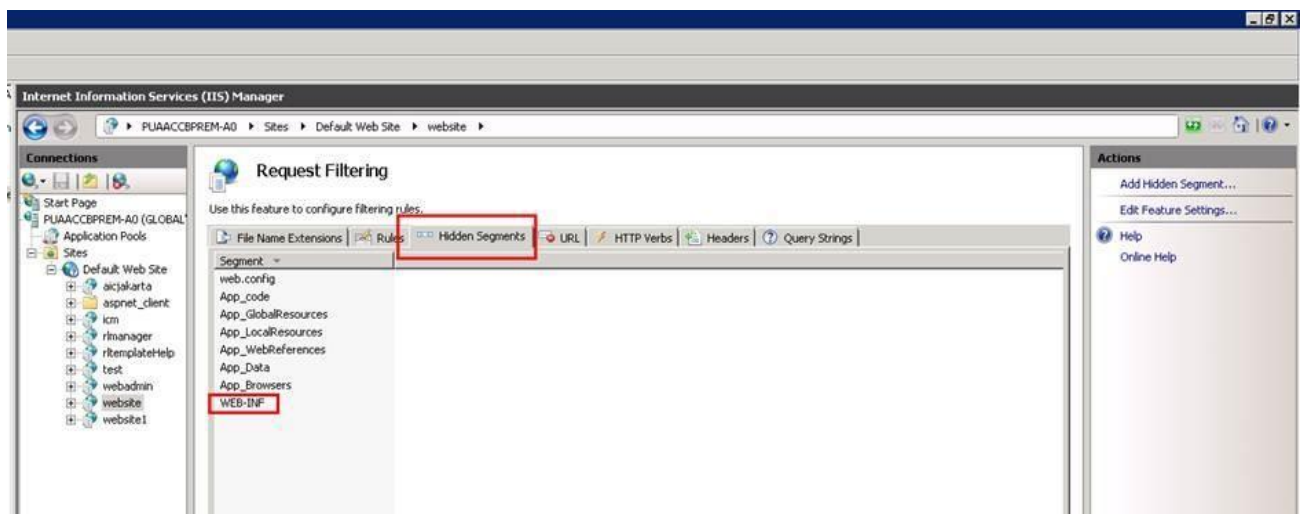 Internet Information Services (IIS) Manager
PUAACCBPREM-A0 ▸ Sites ▸ Default Web Site ▸ website ▸
Connections
Start Page
PUAACCBPREM-A0 (GLOBAL
Application Pools
Sites
Default Web Site
aicjakarta
aspnet_client
icm
rlmanager
rltemplateHelp
test
webadmin
website
website1
Request Filtering
Use this feature to configure filtering rules.
File Name Extensions Rules Hidden Segments URL HTTP Verbs Headers Query Strings
Segment
web.config
App_code
App_GlobalResources
App_LocalResources
App_WebReferences
App_Data
App_Browsers
WEB-INF
Actions
Add Hidden Segment...
Edit Feature Settings...
Help
Online Help